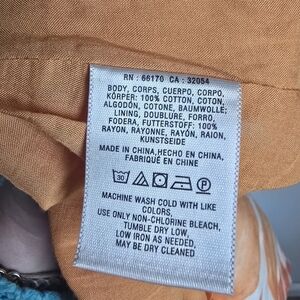 RN : 66170 CA : 32054
BODY, CORPS, CUERPO, CORPO,
KÖRPER: 100% COTTON, COTON,
ALGODÓN, COTONE, BAUMWOLLE;
LINING, DOUBLURE, FORRO,
FODERA, FUTTERSTOFF: 100%
RAYON, RAYONNE, RAYÓN, RAION,
KUNSTSEIDE
MADE IN CHINA,HECHO EN CHINA,
FABRIQUÉ EN CHINE
30 P
MACHINE WASH COLD WITH LIKE
COLORS,
USE ONLY NON-CHLORINE BLEACH,
TUMBLE DRY LOW,
LOW IRON AS NEEDED,
MAY BE DRY CLEANED